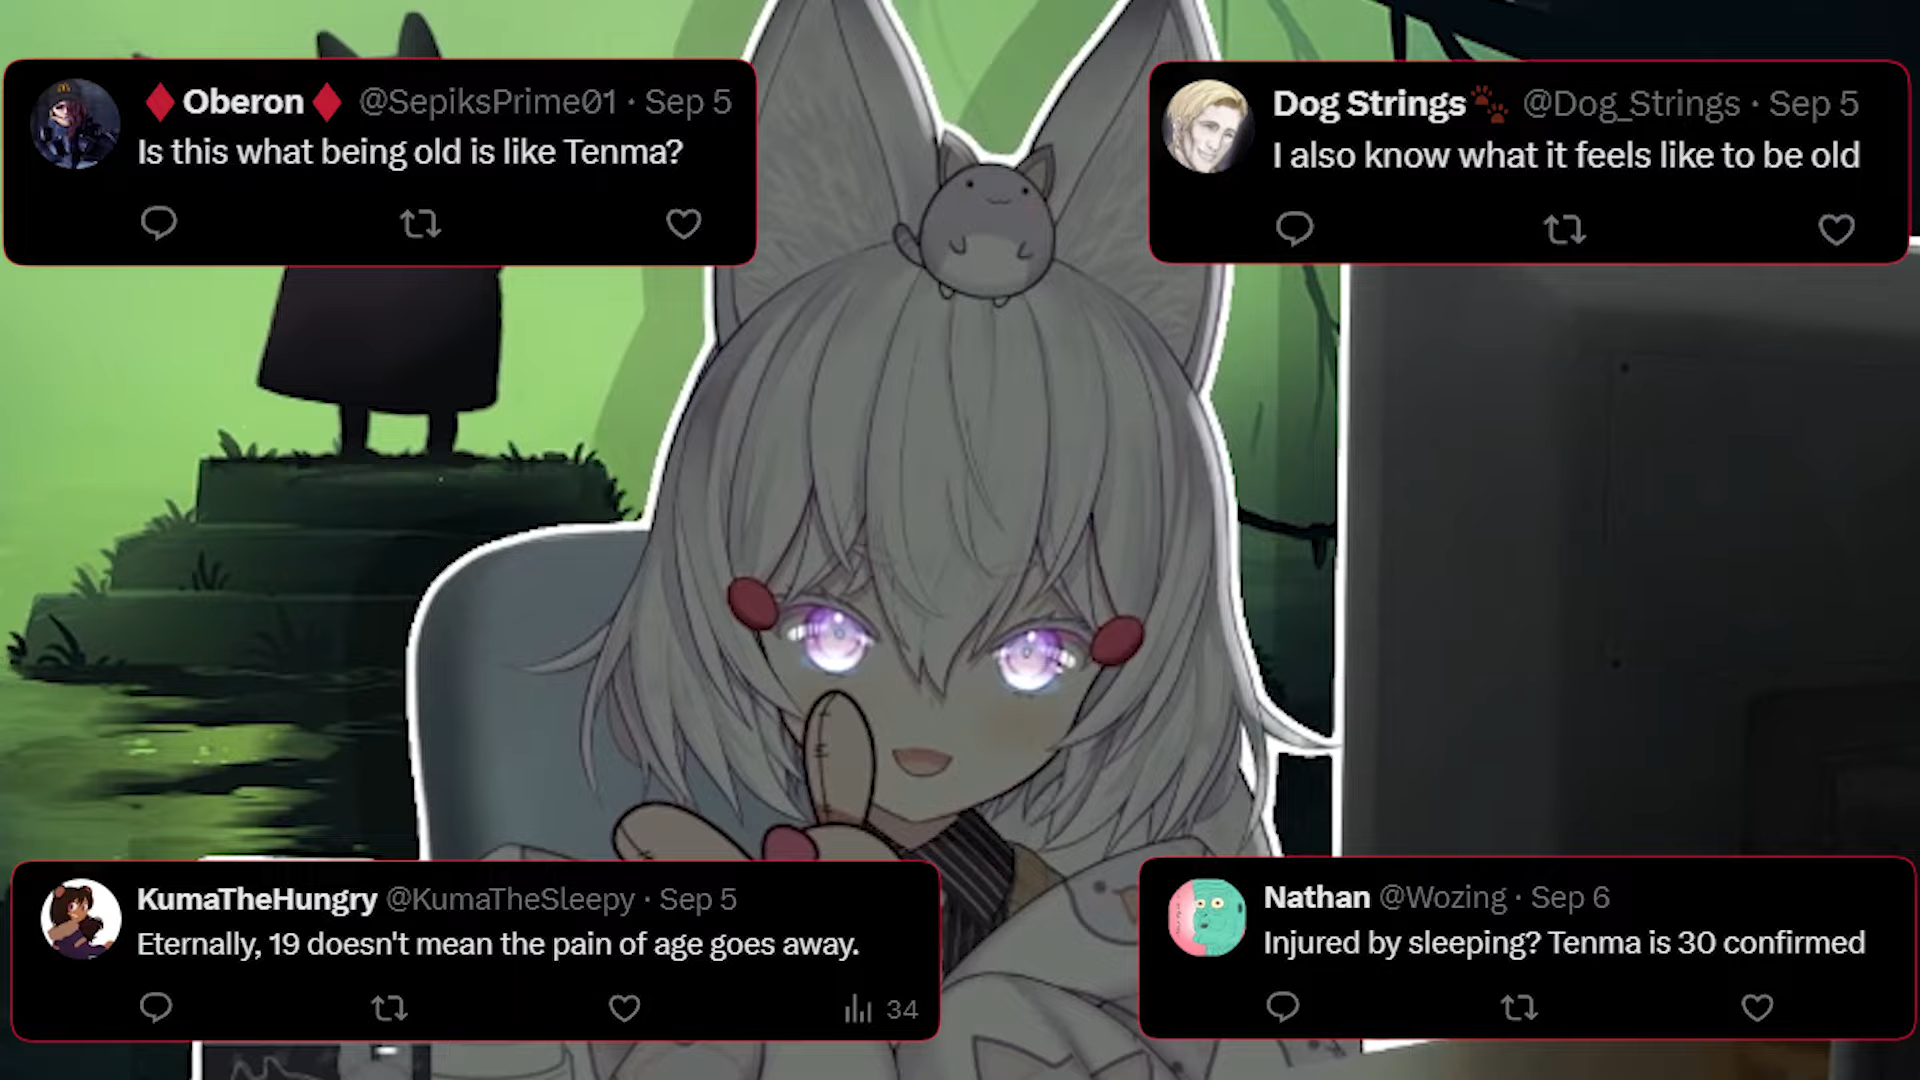 Oberon @SepiksPrime01 · Sep 5
Is this what being old is like Tenma?
Dog Strings @Dog_Strings · Sep 5
I also know what it feels like to be old
KumaTheHungry @KumaTheSleepy · Sep 5
Eternally, 19 doesn't mean the pain of age goes away.
34
Nathan @Wozing · Sep 6
Injured by sleeping? Tenma is 30 confirmed